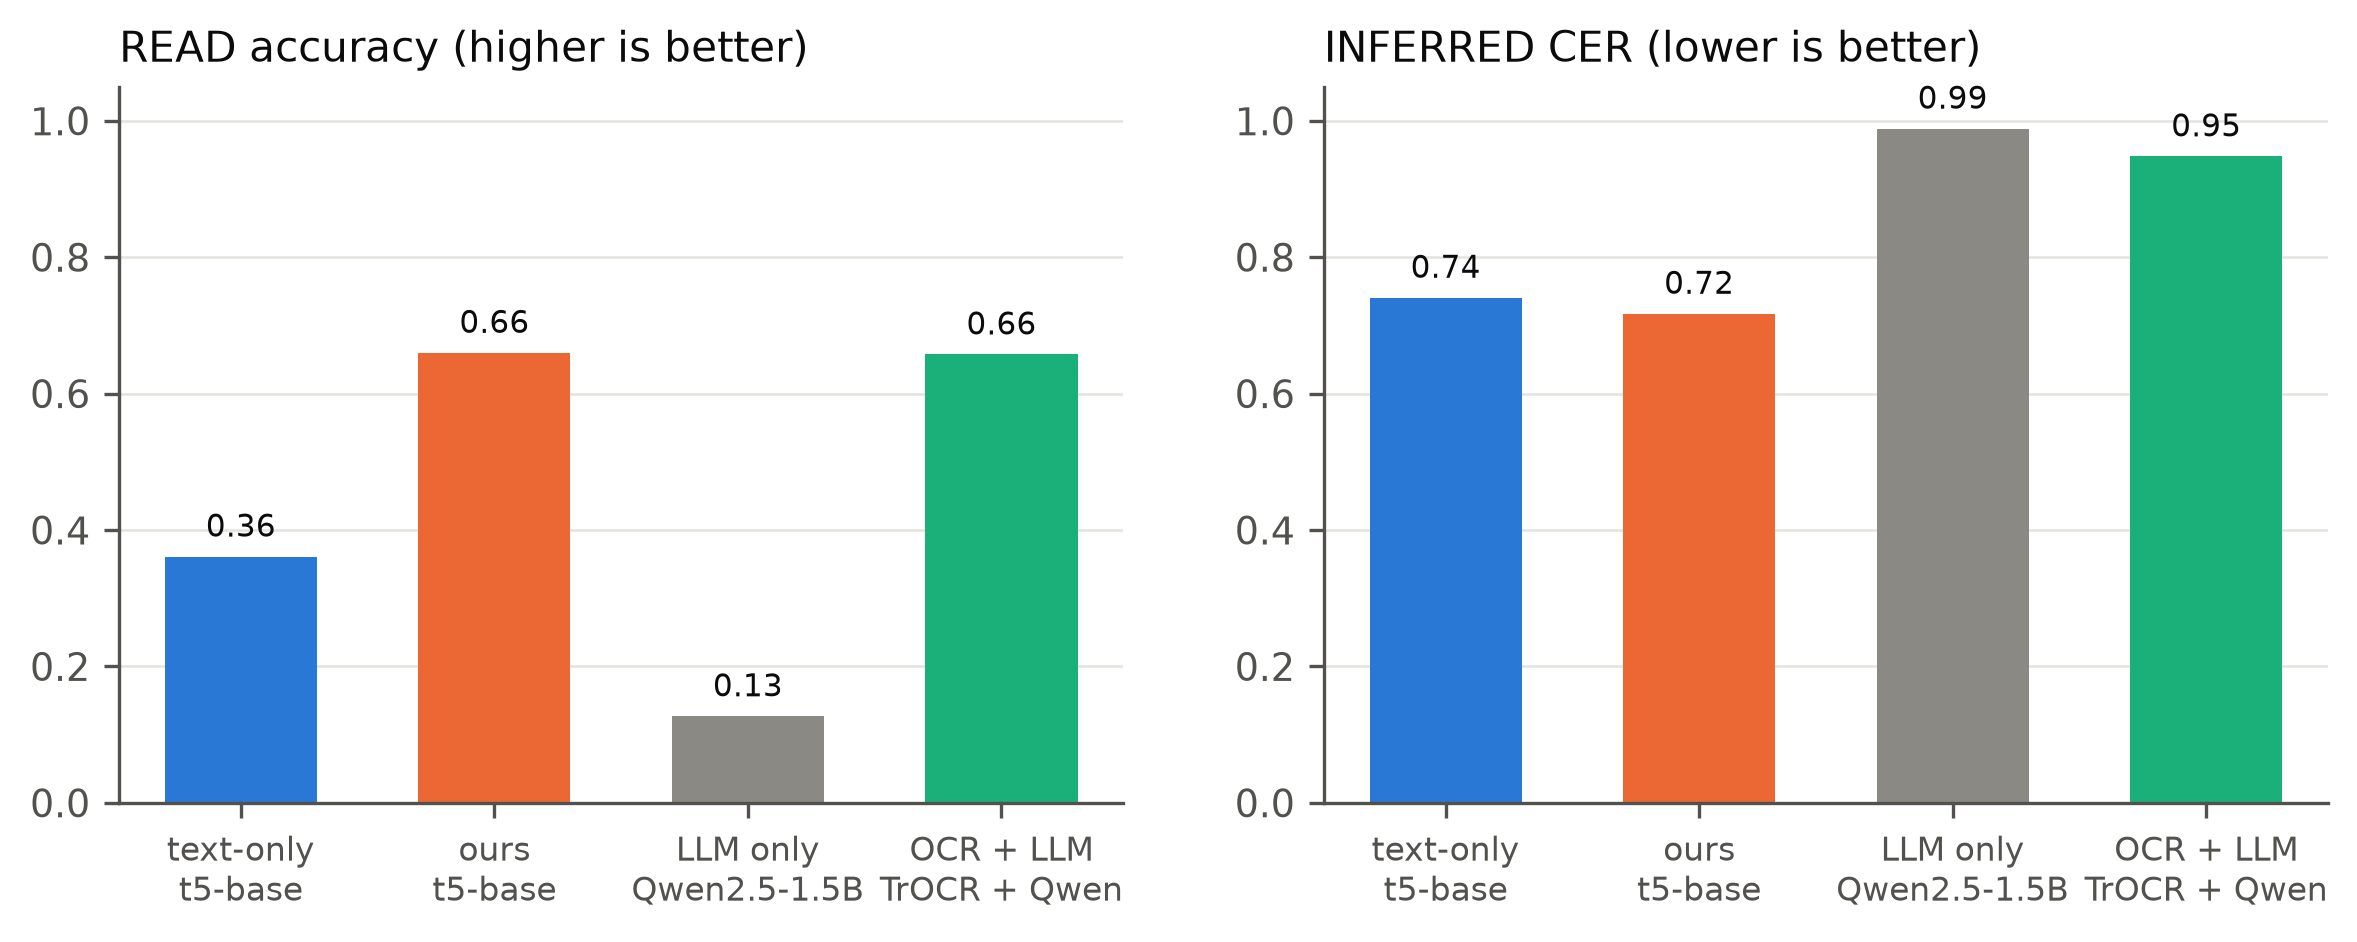 READ accuracy (higher is better)
1.0
0.8
0.6
0.4
0.2
0.0
0.36
0.66
0.13
0.66
text-only
t5-base
ours
t5-base
LLM only
Qwen2.5-1.5B
OCR + LLM
TrOCR + Qwen
INFERRED CER (lower is better)
1.0
0.8
0.6
0.4
0.2
0.0
0.74
0.72
0.99
0.95
text-only
t5-base
ours
t5-base
LLM only
Qwen2.5-1.5B
OCR + LLM
TrOCR + Qwen